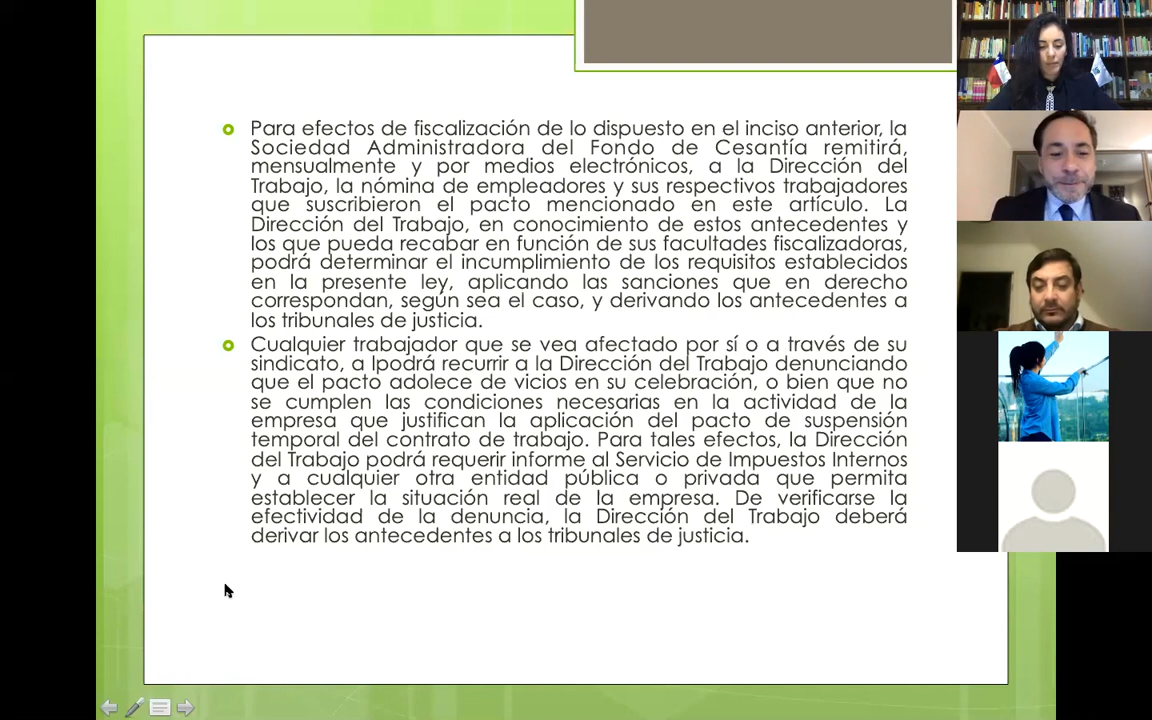 Para efectos de fiscalización de lo dispuesto en el inciso anterior, la
Sociedad Administradora del Fondo de Cesantía remitirá,
mensualmente y por medios electrónicos, a la Dirección del
Trabajo, la nómina de empleadores y sus respectivos trabajadores
que suscribieron el pacto mencionado en este artículo. La
Dirección del Trabajo, en conocimiento de estos antecedentes y
los que pueda recabar en función de sus facultades fiscalizadoras,
podrá determinar el incumplimiento de los requisitos establecidos
en la presente ley, aplicando las sanciones que en derecho
correspondan, según sea el caso, y derivando los antecedentes a
los tribunales de justicia.
Cualquier trabajador que se vea afectado por sí o a través de su
sindicato, a lpodrá recurrir a la Dirección del Trabajo denunciando
que el pacto adolece de vicios en su celebración, o bien que no
se cumplen las condiciones necesarias en la actividad de la
empresa que justifican la aplicación del pacto de suspensión
temporal del contrato de trabajo. Para tales efectos, la Dirección
del Trabajo podrá requerir informe al Servicio de Impuestos Internos
y a cualquier otra entidad pública o privada que permita
establecer la situación real de la empresa. De verificarse la
efectividad de la denuncia, la Dirección del Trabajo deberá
derivar los antecedentes a los tribunales de justicia.